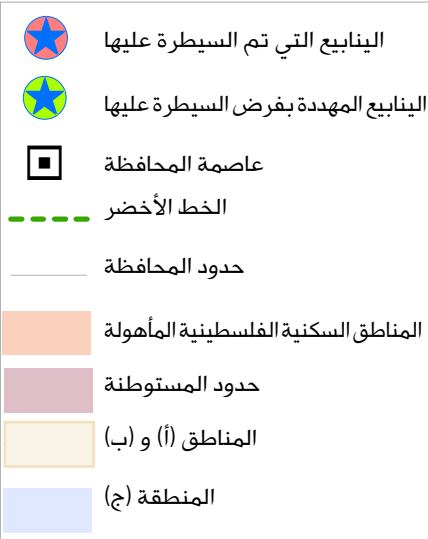 الينابيع التي تم السيطرة عليها
الينابيع المهددة بفرض السيطرة عليها
عاصمة المحافظة
الخط الأخضر
حدود المحافظة
المناطق السكنية الفلسطينية المأهولة
حدود المستوطنة
المناطق (أ) و (ب)
المنطقة (ج)